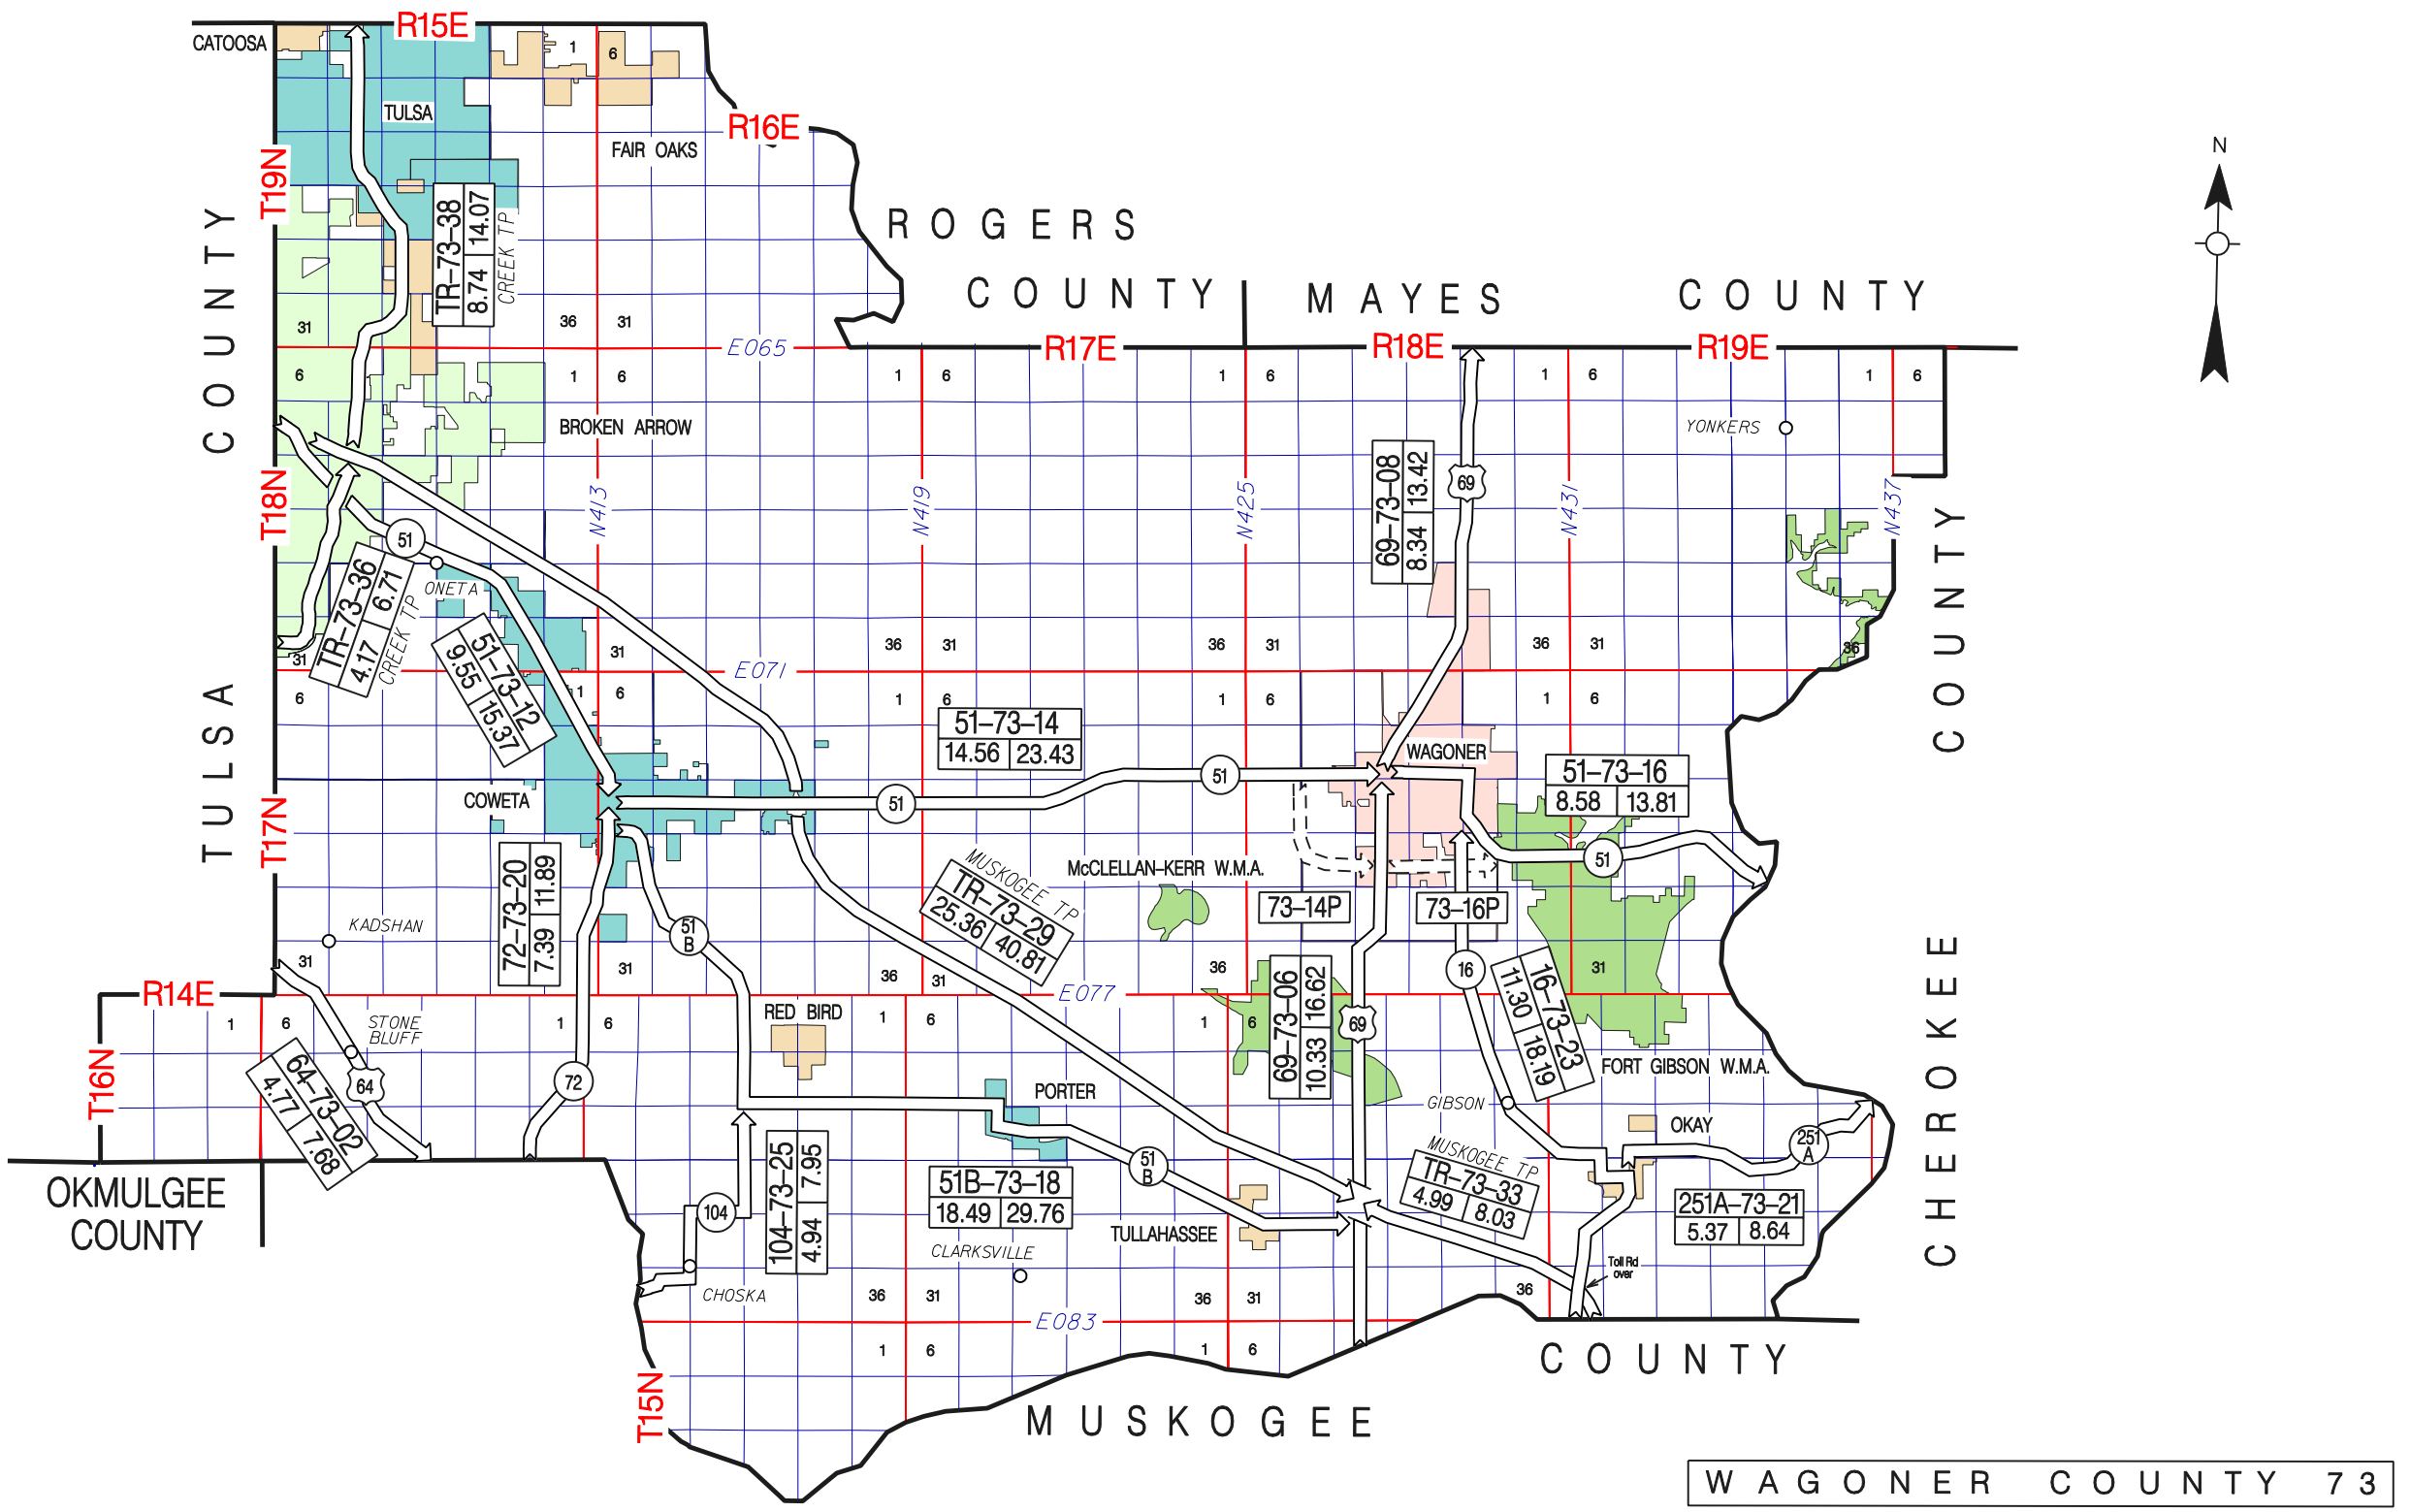 R15E
CATOOSA
1
6
TULSA
R16E
FAIR OAKS
T19N
TR-73-38
8.74 14.07
CREEK TP
ROGERS
COUNTY
MAYES
COUNTY
N
COUNTY
31
36
31
E065
R17E
R18E
R19E
6
1
6
1
6
1
6
1
6
1
6
BROKEN ARROW
YONKERS
69-73-08
8.34 13.42
69
T18N
N413
N419
N425
N431
N437
51
ONETA
TR-73-36
4.17 6.71
CREEK TP
COUNTY
51-73-12
9.55 15.37
31
31
36
31
36
31
36
31
36
E071
6
1
6
1
6
1
6
1
6
TULSA
51-73-14
14.56 23.43
51
51
WAGONER
51-73-16
8.58 13.81
51
COWETA
T17N
72-73-20
7.39 11.89
McCLELLAN-KERR W.M.A.
MUSKOGEE TP
TR-73-29
25.36 40.81
73-14P
73-16P
KADSHAN
51
B
31
31
36
31
36
31
16
16-73-23
11.30 18.19
R14E
E077
69-73-06
10.33 16.62
69
1
6
STONE
BLUFF
1
6
RED BIRD
1
6
1
6
T16N
64-73-02
4.77 7.68
64
72
FORT GIBSON W.M.A.
PORTER
GIBSON
OKAY
251
A
CHEROKEE
104-73-25
4.94 7.95
51
B
MUSKOGEE TP
TR-73-33
4.99 8.03
51B-73-18
18.49 29.76
251A-73-21
5.37 8.64
OKMULGEE
COUNTY
104
TULLAHASSEE
CLARKSVILLE
Toll Rd
over
CHOSKA
36
31
36
31
36
E083
1
6
1
6
COUNTY
T15N
MUSKOGEE
WAGONER COUNTY 73